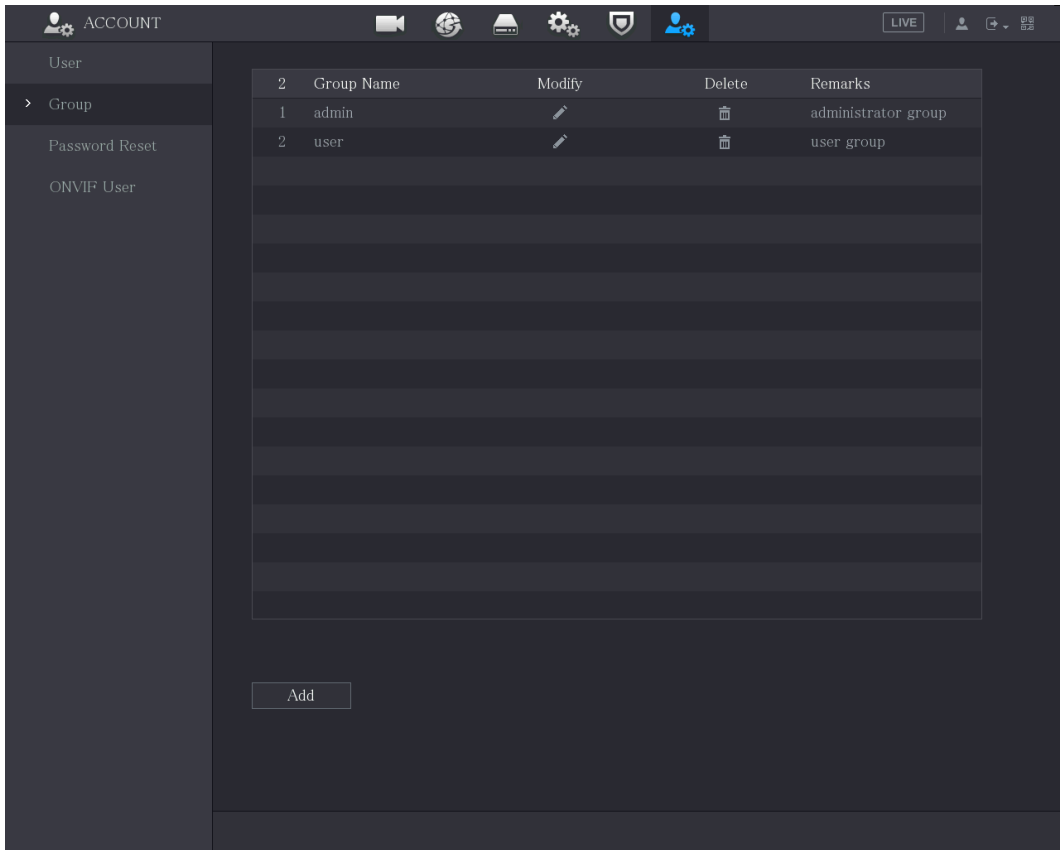 ACCOUNT LIVE
User
Group
Password Reset
ONVIF User
2 Group Name Modify Delete Remarks
1 admin administrator group
2 user user group
Add